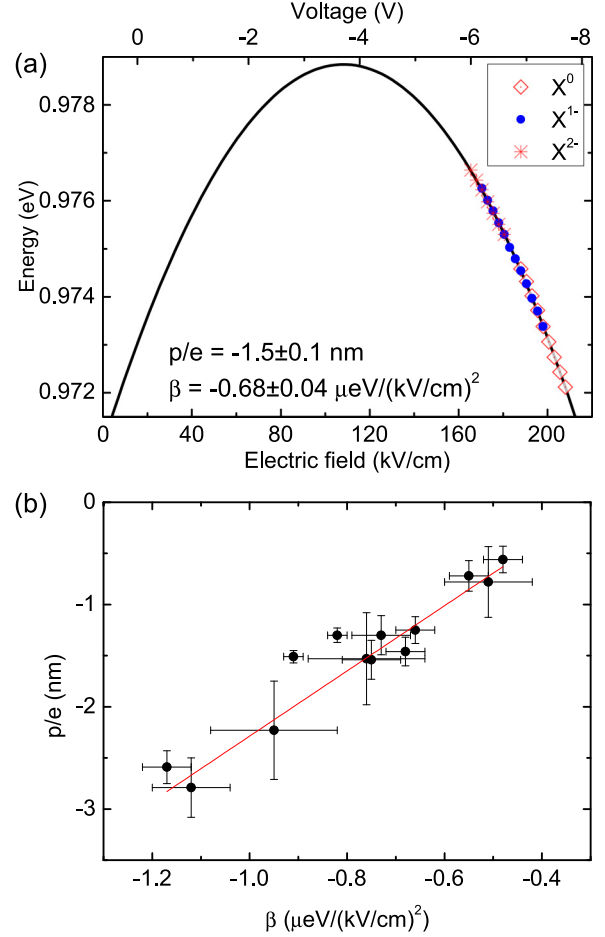 Voltage (V)
0 -2 -4 -6 -8
(a)
X⁰
X¹⁻
X²⁻
0.978
0.976
0.974
0.972
Energy (eV)
p/e = -1.5±0.1 nm
β = -0.68±0.04 μeV/(kV/cm)²
0 40 80 120 160 200
Electric field (kV/cm)
(b)
0
-1
-2
-3
p/e (nm)
-1.2 -1.0 -0.8 -0.6 -0.4
β (μeV/(kV/cm)²)